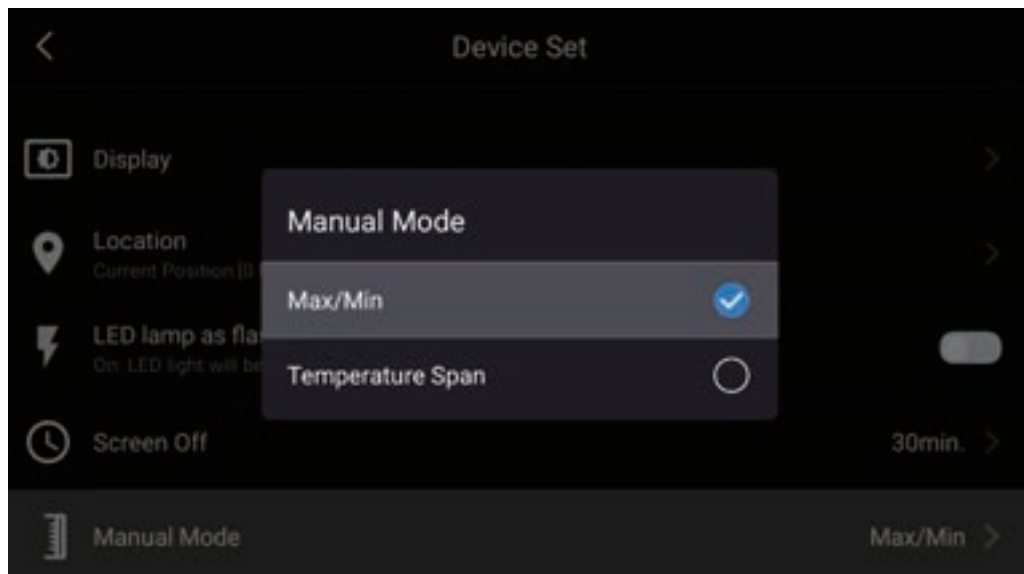 Device Set
Display
Location
Current Position:[0.
LED lamp as fla
On: LED light will be
Screen Off
30min.
Manual Mode
Max/Min
Manual Mode
Max/Min
Temperature Span